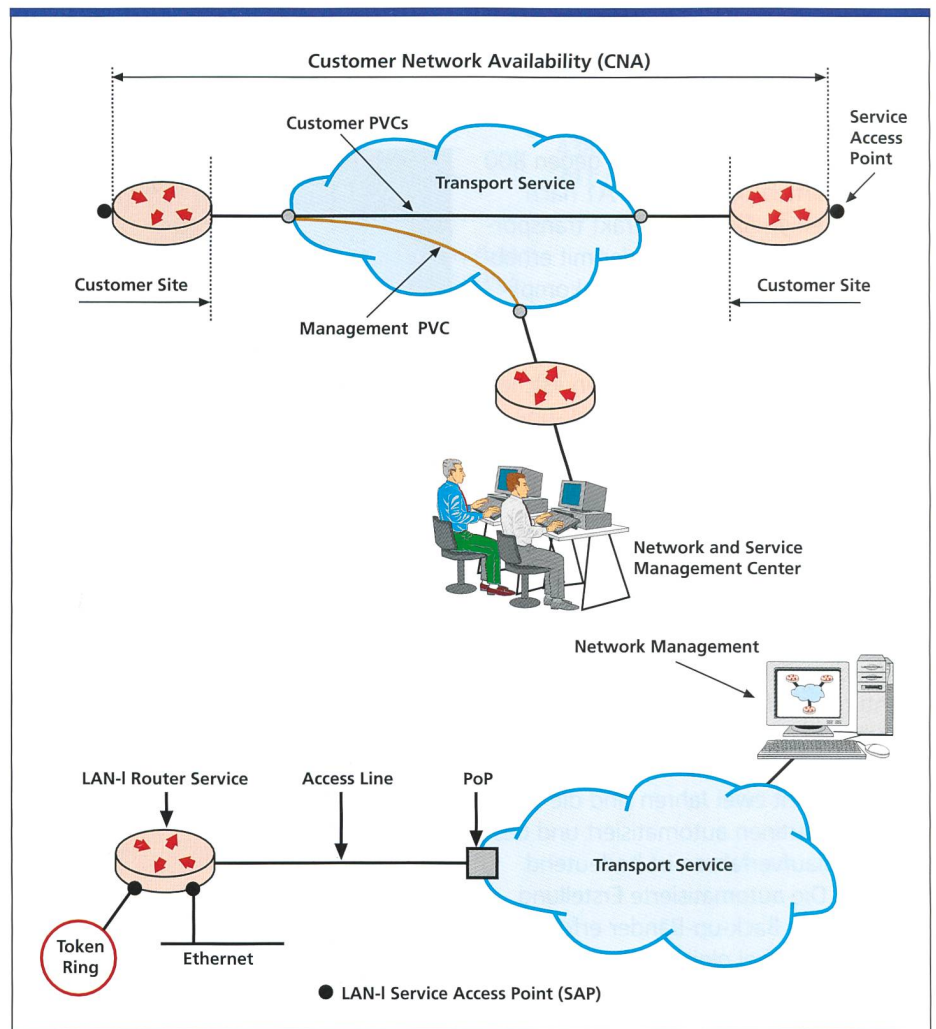 Customer Network Availability (CNA)
Customer PVCs
Service
Access
Point
Transport Service
Customer Site
Customer Site
Management PVC
Network and Service
Management Center
Network Management
LAN-I Router Service
Access Line
PoP
Transport Service
Token
Ring
Ethernet
LAN-I Service Access Point (SAP)